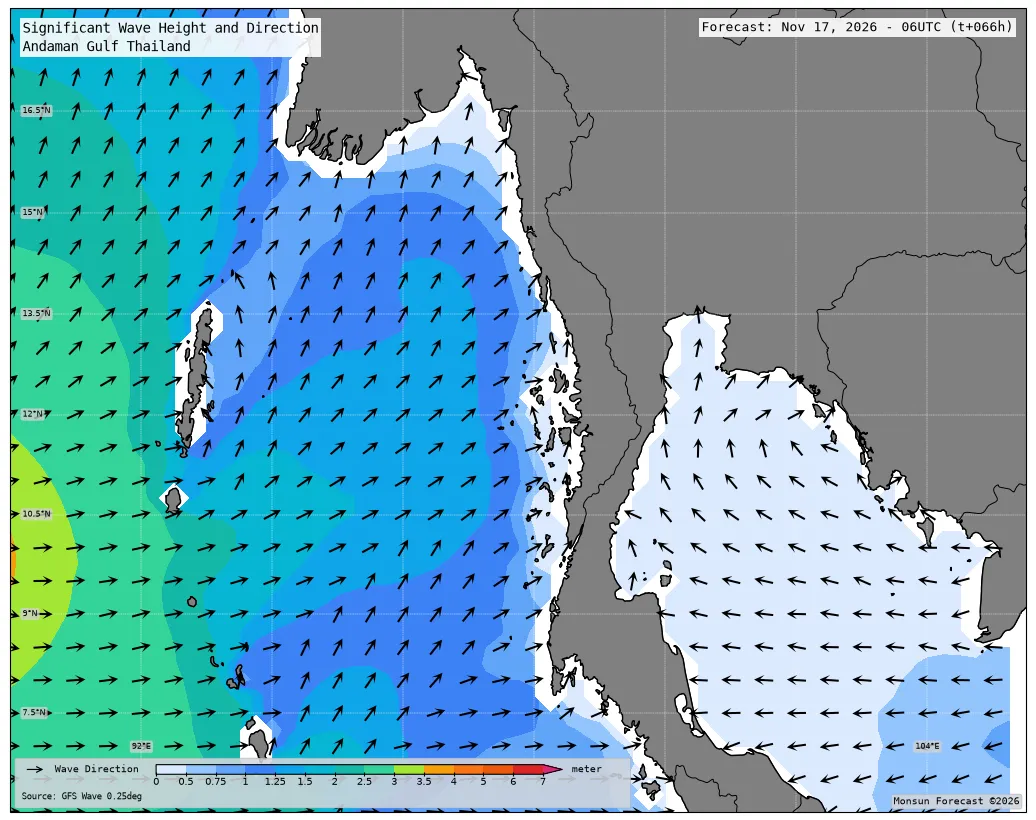 Significant Wave Height and Direction
Andaman Gulf Thailand
Forecast: Nov 17, 2026 - 06UTC (t+066h)
16.5°N
15°N
13.5°N
12°N
10.5°N
9°N
7.5°N
92°E
104°E
Wave Direction
0 0.5 0.75 1 1.25 1.5 2 2.5 3 3.5 4 5 6 7
meter
Source: GFS Wave 0.25deg
Monsun Forecast ©2026